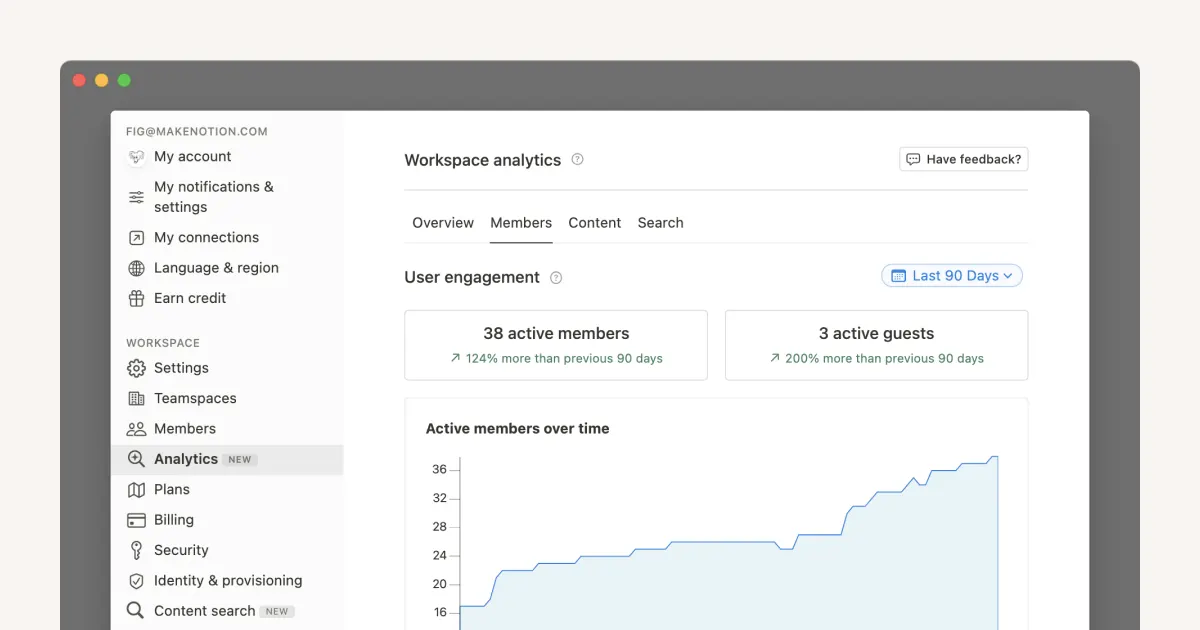 FIG@MAKENOTION.COM
My account
My notifications &
settings
My connections
Language & region
Earn credit
WORKSPACE
Settings
Teamspaces
Members
Analytics NEW
Plans
Billing
Security
Identity & provisioning
Content search NEW
Workspace analytics ?
Have feedback?
Overview Members Content Search
User engagement ?
Last 90 Days
38 active members
↗ 124% more than previous 90 days
3 active guests
↗ 200% more than previous 90 days
Active members over time
36
32
28
24
20
16